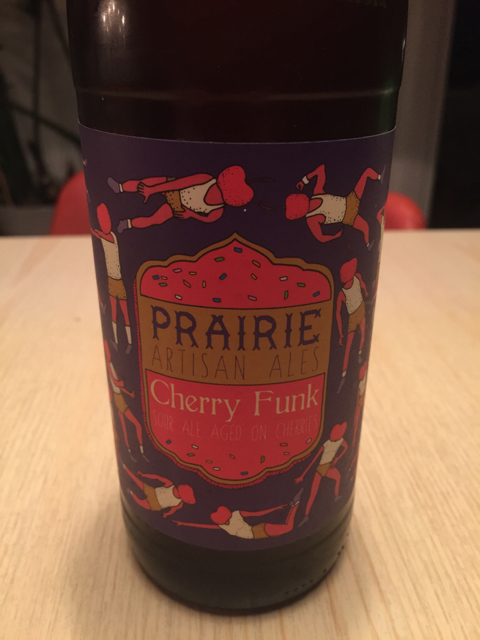 PRAIRIE
ARTISAN ALES
Cherry Funk
SOUR ALE AGED ON CHERRIES